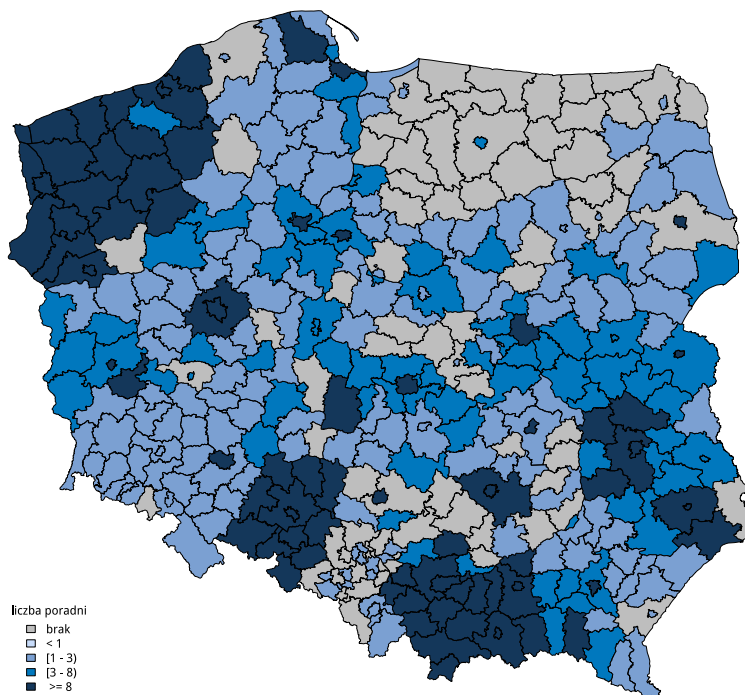 liczba poradni
brak
< 1
[1 - 3)
[3 - 8)
>= 8